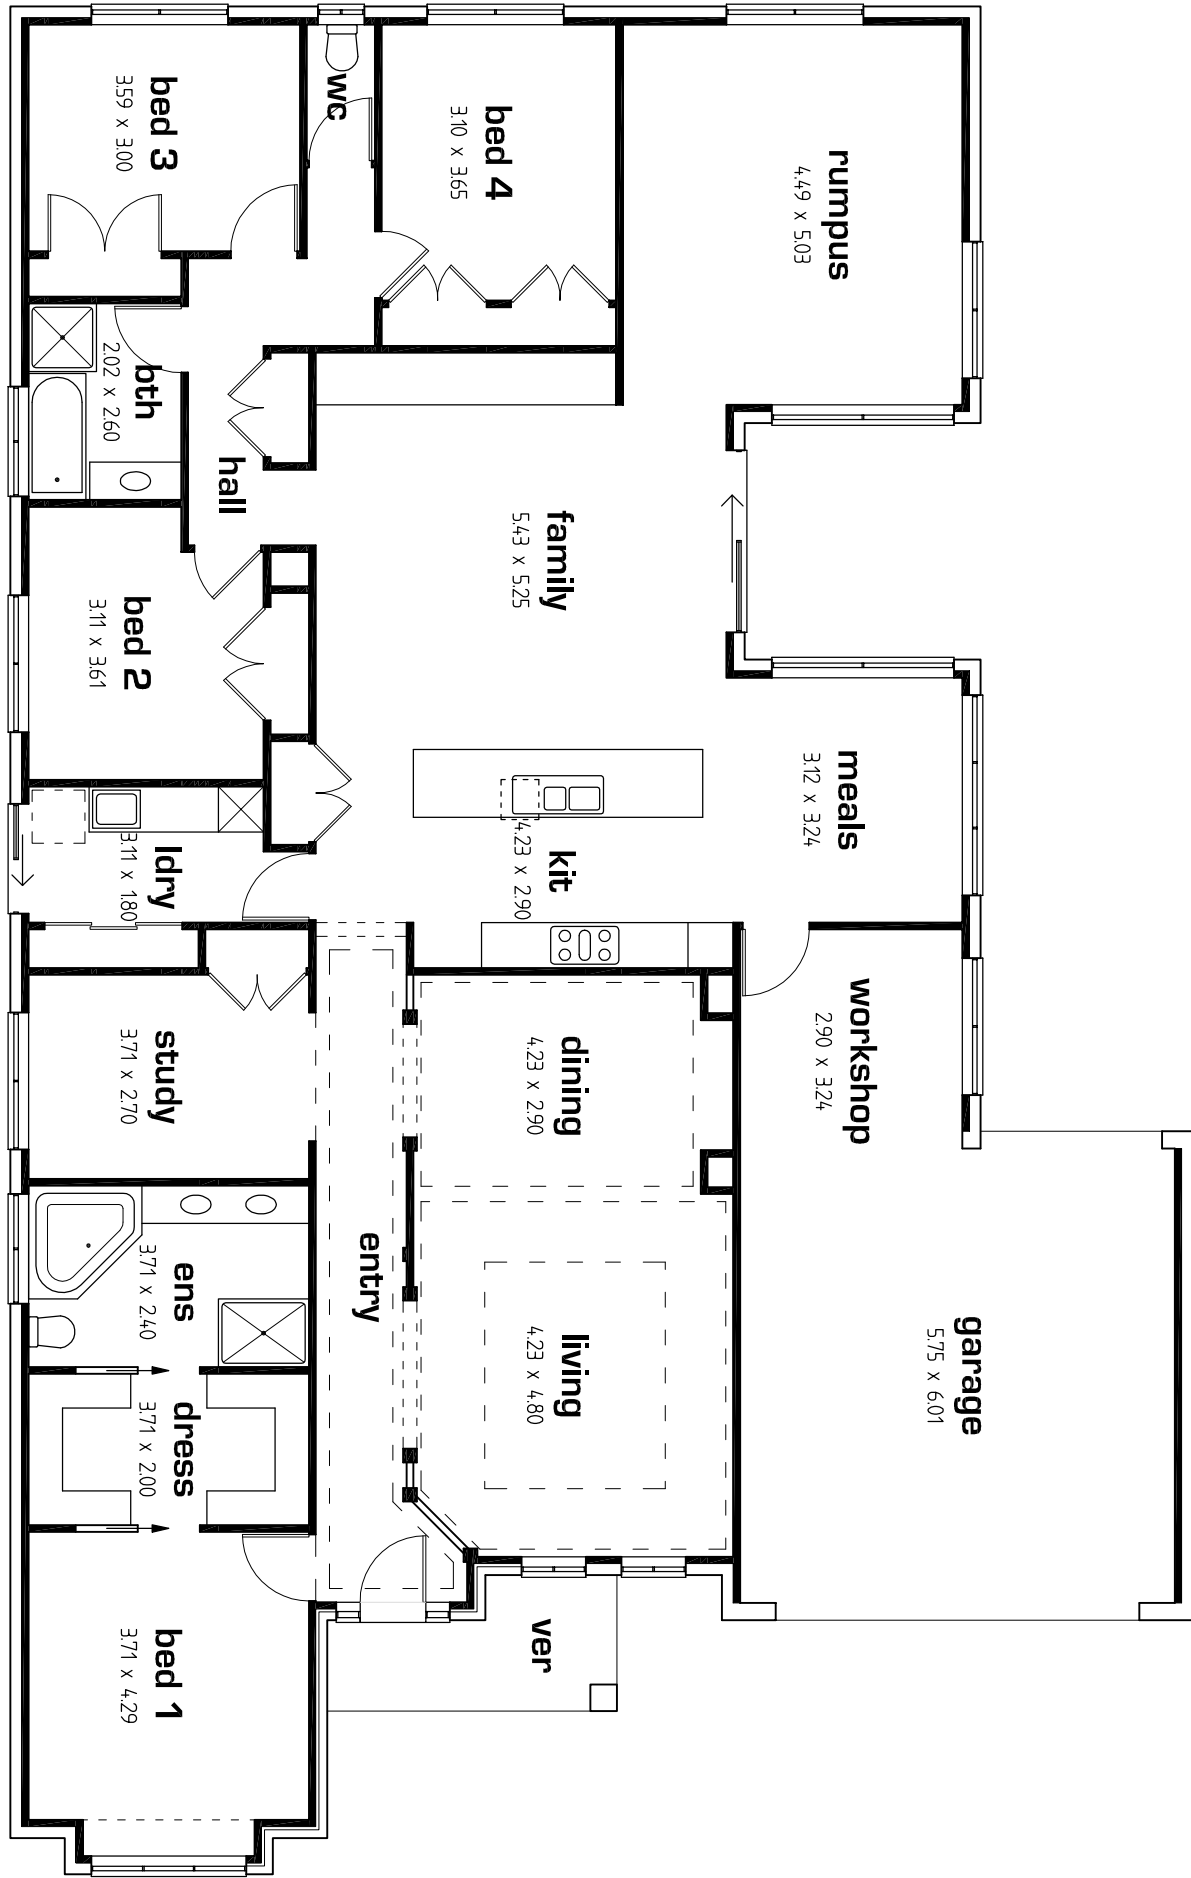 bed 3
3.59 x 3.00
wc
bed 4
3.10 x 3.65
rumpus
4.49 x 5.03
bth
2.02 x 2.60
hall
family
5.43 x 5.25
bed 2
3.11 x 3.61
meals
3.12 x 3.24
kit
4.23 x 2.90
ldry
3.11 x 1.80
workshop
2.90 x 3.24
study
3.71 x 2.70
dining
4.23 x 2.90
entry
ens
3.71 x 2.40
living
4.23 x 4.80
garage
5.75 x 6.01
dress
3.71 x 2.00
ver
bed 1
3.71 x 4.29